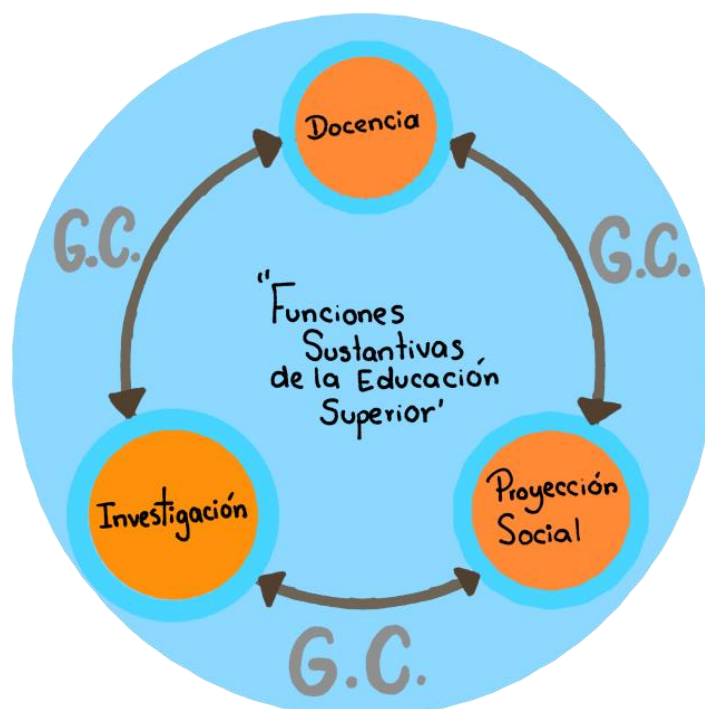 Docencia
G.C.
G.C.
"Funciones
Sustantivas
de la Educación
Superior'
Investigación
Proyección
Social
G.C.